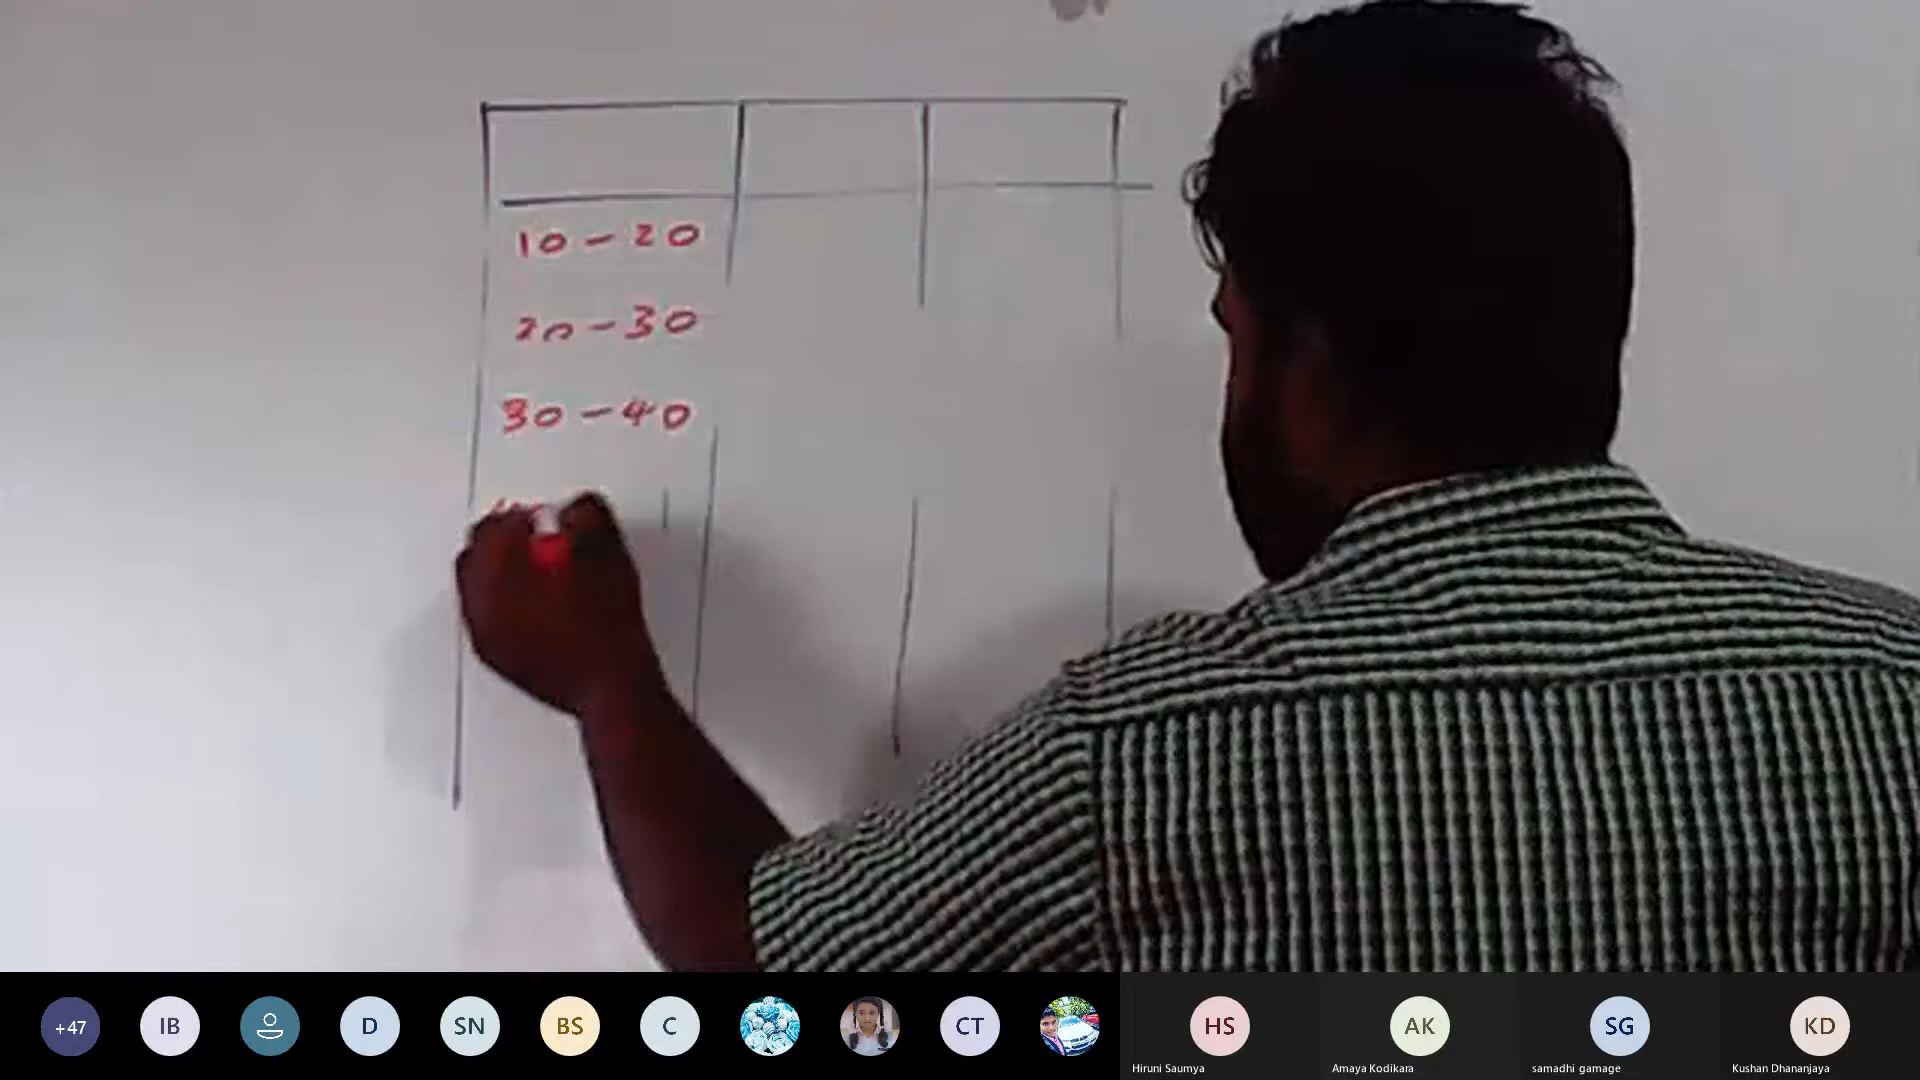 10 - 20
20 - 30
30 - 40
+47
IB
D
SN
BS
C
CT
HS
AK
SG
KD
Hiruni Saumya
Amaya Kodikara
samadhi gamage
Kushan Dhananjaya